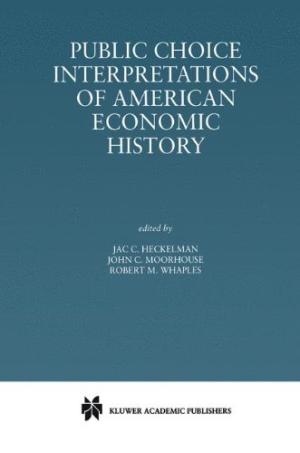 PUBLIC CHOICE
INTERPRETATIONS
OF AMERICAN
ECONOMIC
HISTORY
edited by
JAC C. HECKELMAN
JOHN C. MOORHOUSE
ROBERT M. WHAPLES
KLUWER ACADEMIC PUBLISHERS